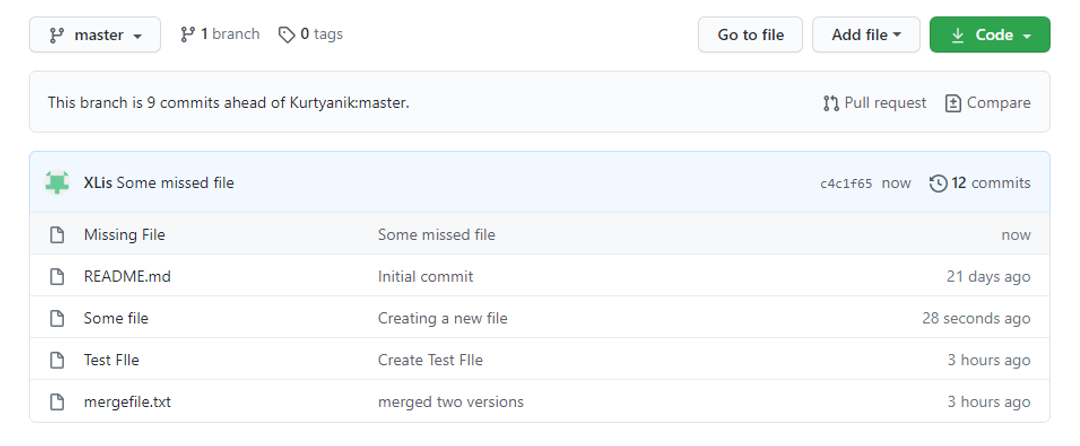 master 1 branch 0 tags Go to file Add file Code
This branch is 9 commits ahead of Kurtyanik:master. Pull request Compare
XLis Some missed file c4c1f65 now 12 commits
Missing File Some missed file now
README.md Initial commit 21 days ago
Some file Creating a new file 28 seconds ago
Test FIle Create Test FIle 3 hours ago
mergefile.txt merged two versions 3 hours ago